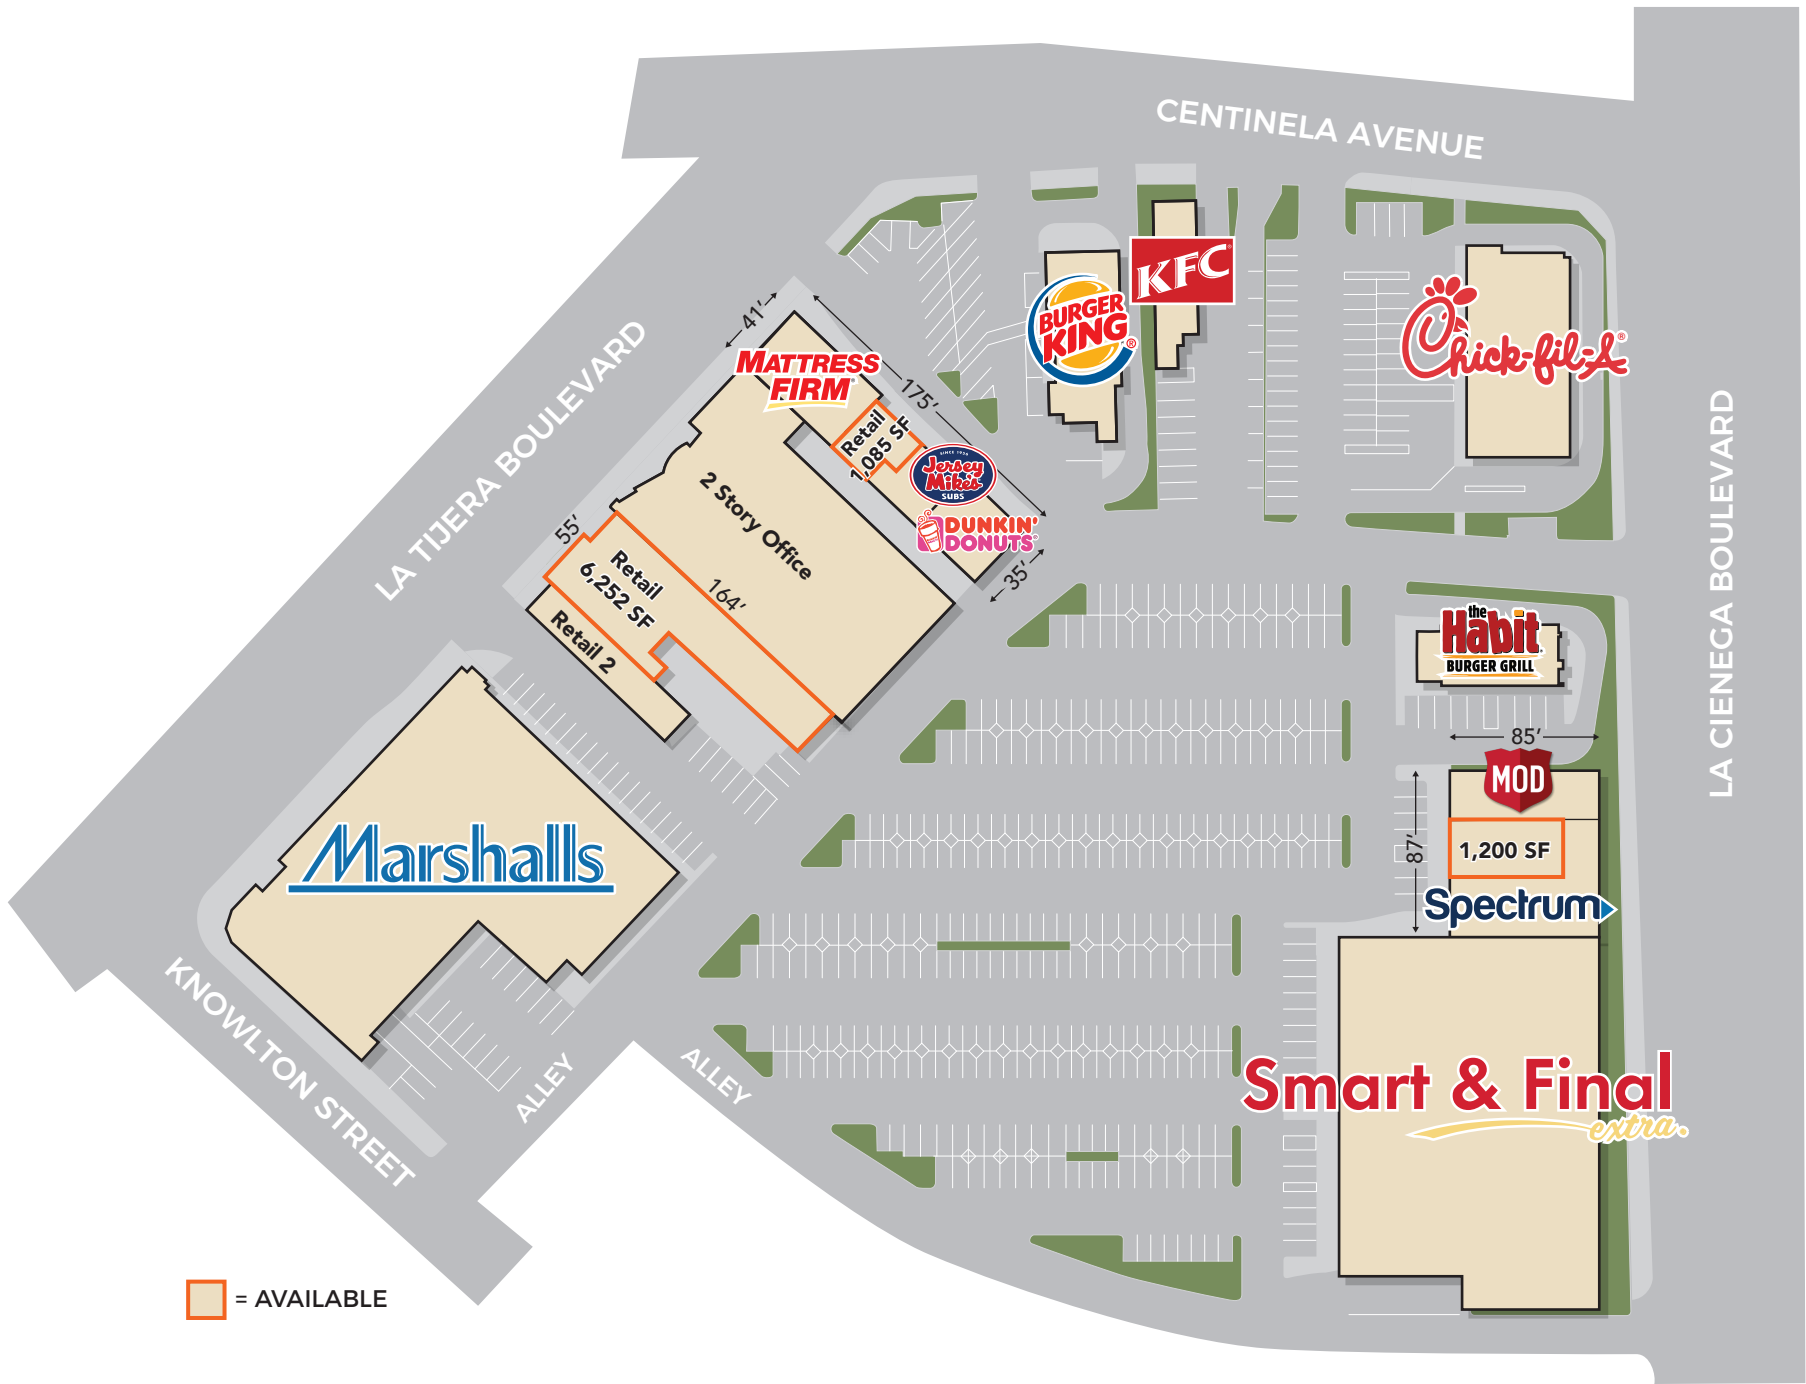 CENTINELA AVENUE
LA TIJERA BOULEVARD
LA CIENEGA BOULEVARD
KNOWLTON STREET
ALLEY
ALLEY
41’
175’
MATTRESS
FIRM
Retail
1,085 SF
SINCE 1956
Jersey
Mike's
SUBS
DUNKIN'
DONUTS
35’
2 Story Office
55’
Retail
6,252 SF
164’
Retail 2
BURGER
KING®
KFC
Chick-fil-A®
the
Habit
BURGER GRILL
85’
MOD
87’
1,200 SF
Spectrum
Marshalls
Smart & Final
extra.
= AVAILABLE